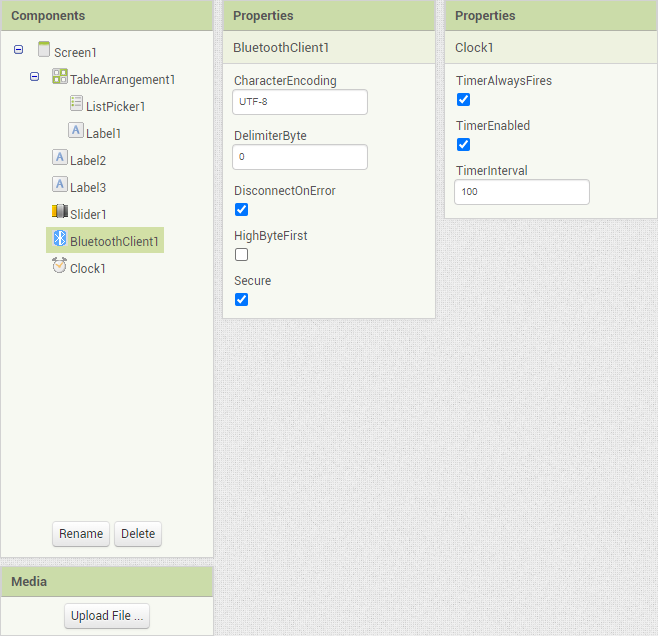 Components
Screen1
TableArrangement1
ListPicker1
A Label1
A Label2
A Label3
Slider1
BluetoothClient1
Clock1
Rename Delete
Media
Upload File ...
Properties
BluetoothClient1
CharacterEncoding
UTF-8
DelimiterByte
0
DisconnectOnError
HighByteFirst
Secure
Properties
Clock1
TimerAlwaysFires
TimerEnabled
TimerInterval
100